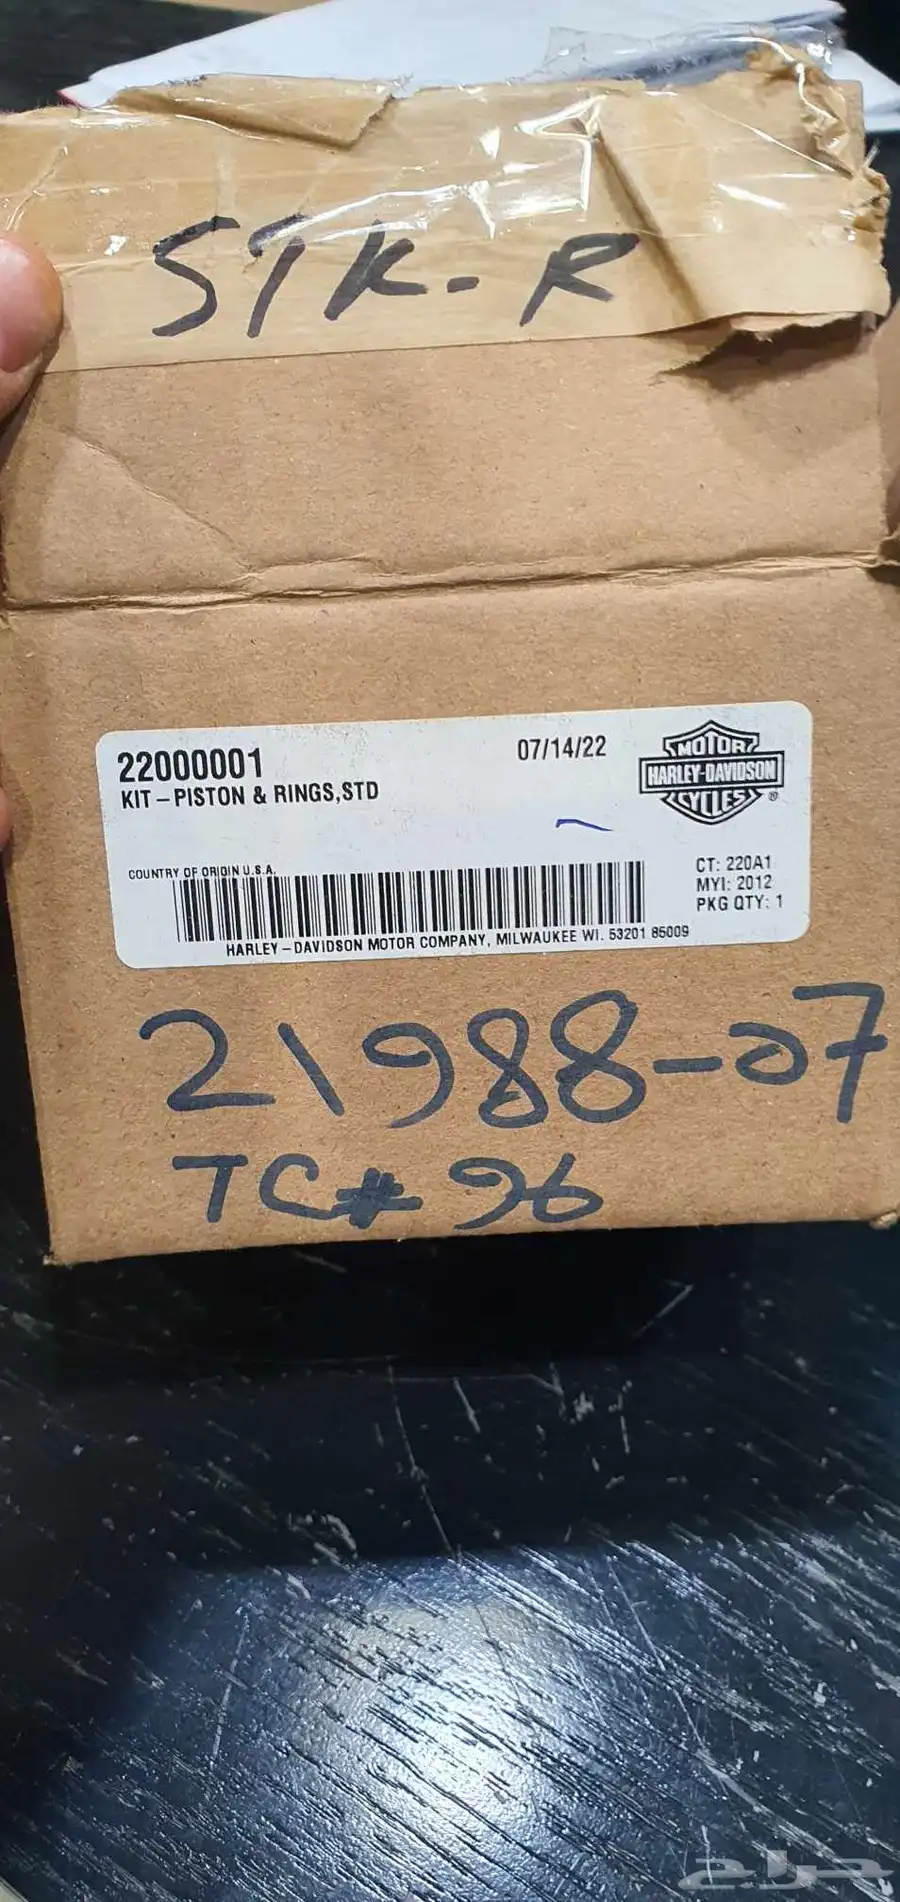 STK-R
22000001
07/14/22
KIT-PISTON & RINGS,STD
MOTOR
HARLEY-DAVIDSON
CYCLES
®
COUNTRY OF ORIGIN U.S.A.
CT: 220A1
MYI: 2012
PKG QTY: 1
HARLEY-DAVIDSON MOTOR COMPANY, MILWAUKEE WI. 53201 85009
21988-07
TC# 96
حراج